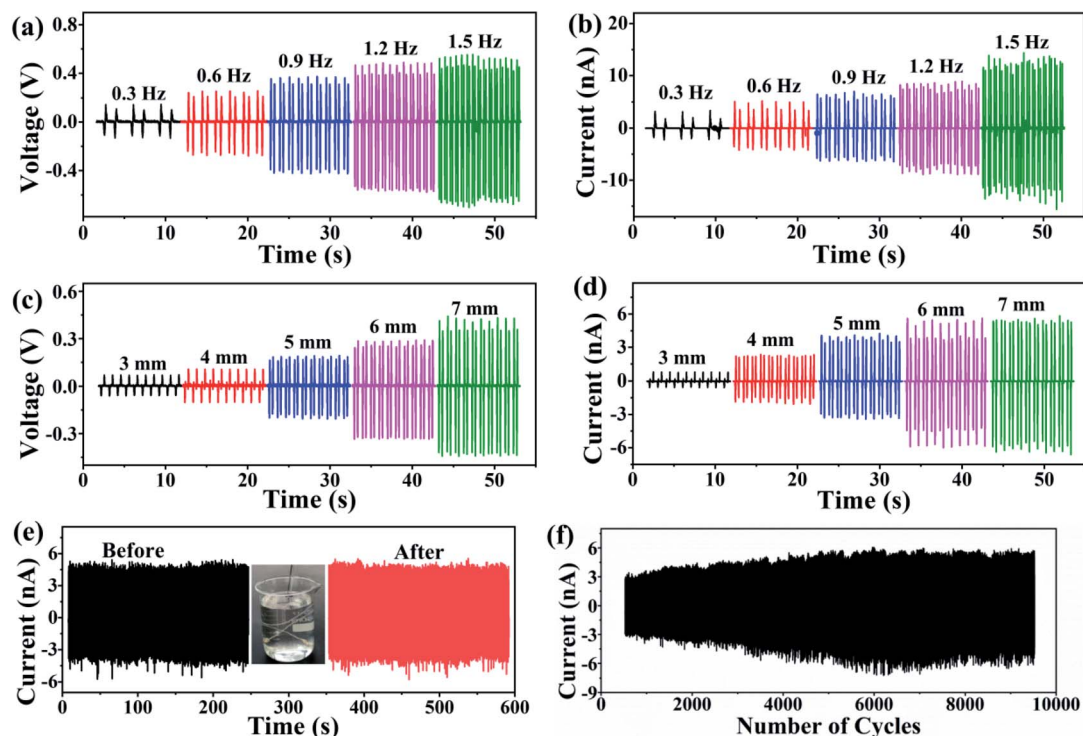 (a)
Voltage (V)
0.8
0.4
0.0
-0.4
0.3 Hz
0.6 Hz
0.9 Hz
1.2 Hz
1.5 Hz
0 10 20 30 40 50
Time (s)
(b)
Current (nA)
20
10
0
-10
0.3 Hz
0.6 Hz
0.9 Hz
1.2 Hz
1.5 Hz
0 10 20 30 40 50
Time (s)
(c)
Voltage (V)
0.6
0.3
0.0
-0.3
3 mm
4 mm
5 mm
6 mm
7 mm
0 10 20 30 40 50
Time (s)
(d)
Current (nA)
6
3
0
-3
-6
3 mm
4 mm
5 mm
6 mm
7 mm
0 10 20 30 40 50
Time (s)
(e)
Current (nA)
6
3
0
-3
-6
Before
After
0 100 200 300 400 500 600
Time (s)
(f)
Current (nA)
6
3
0
-3
-6
-9
0 2000 4000 6000 8000 10000
Number of Cycles